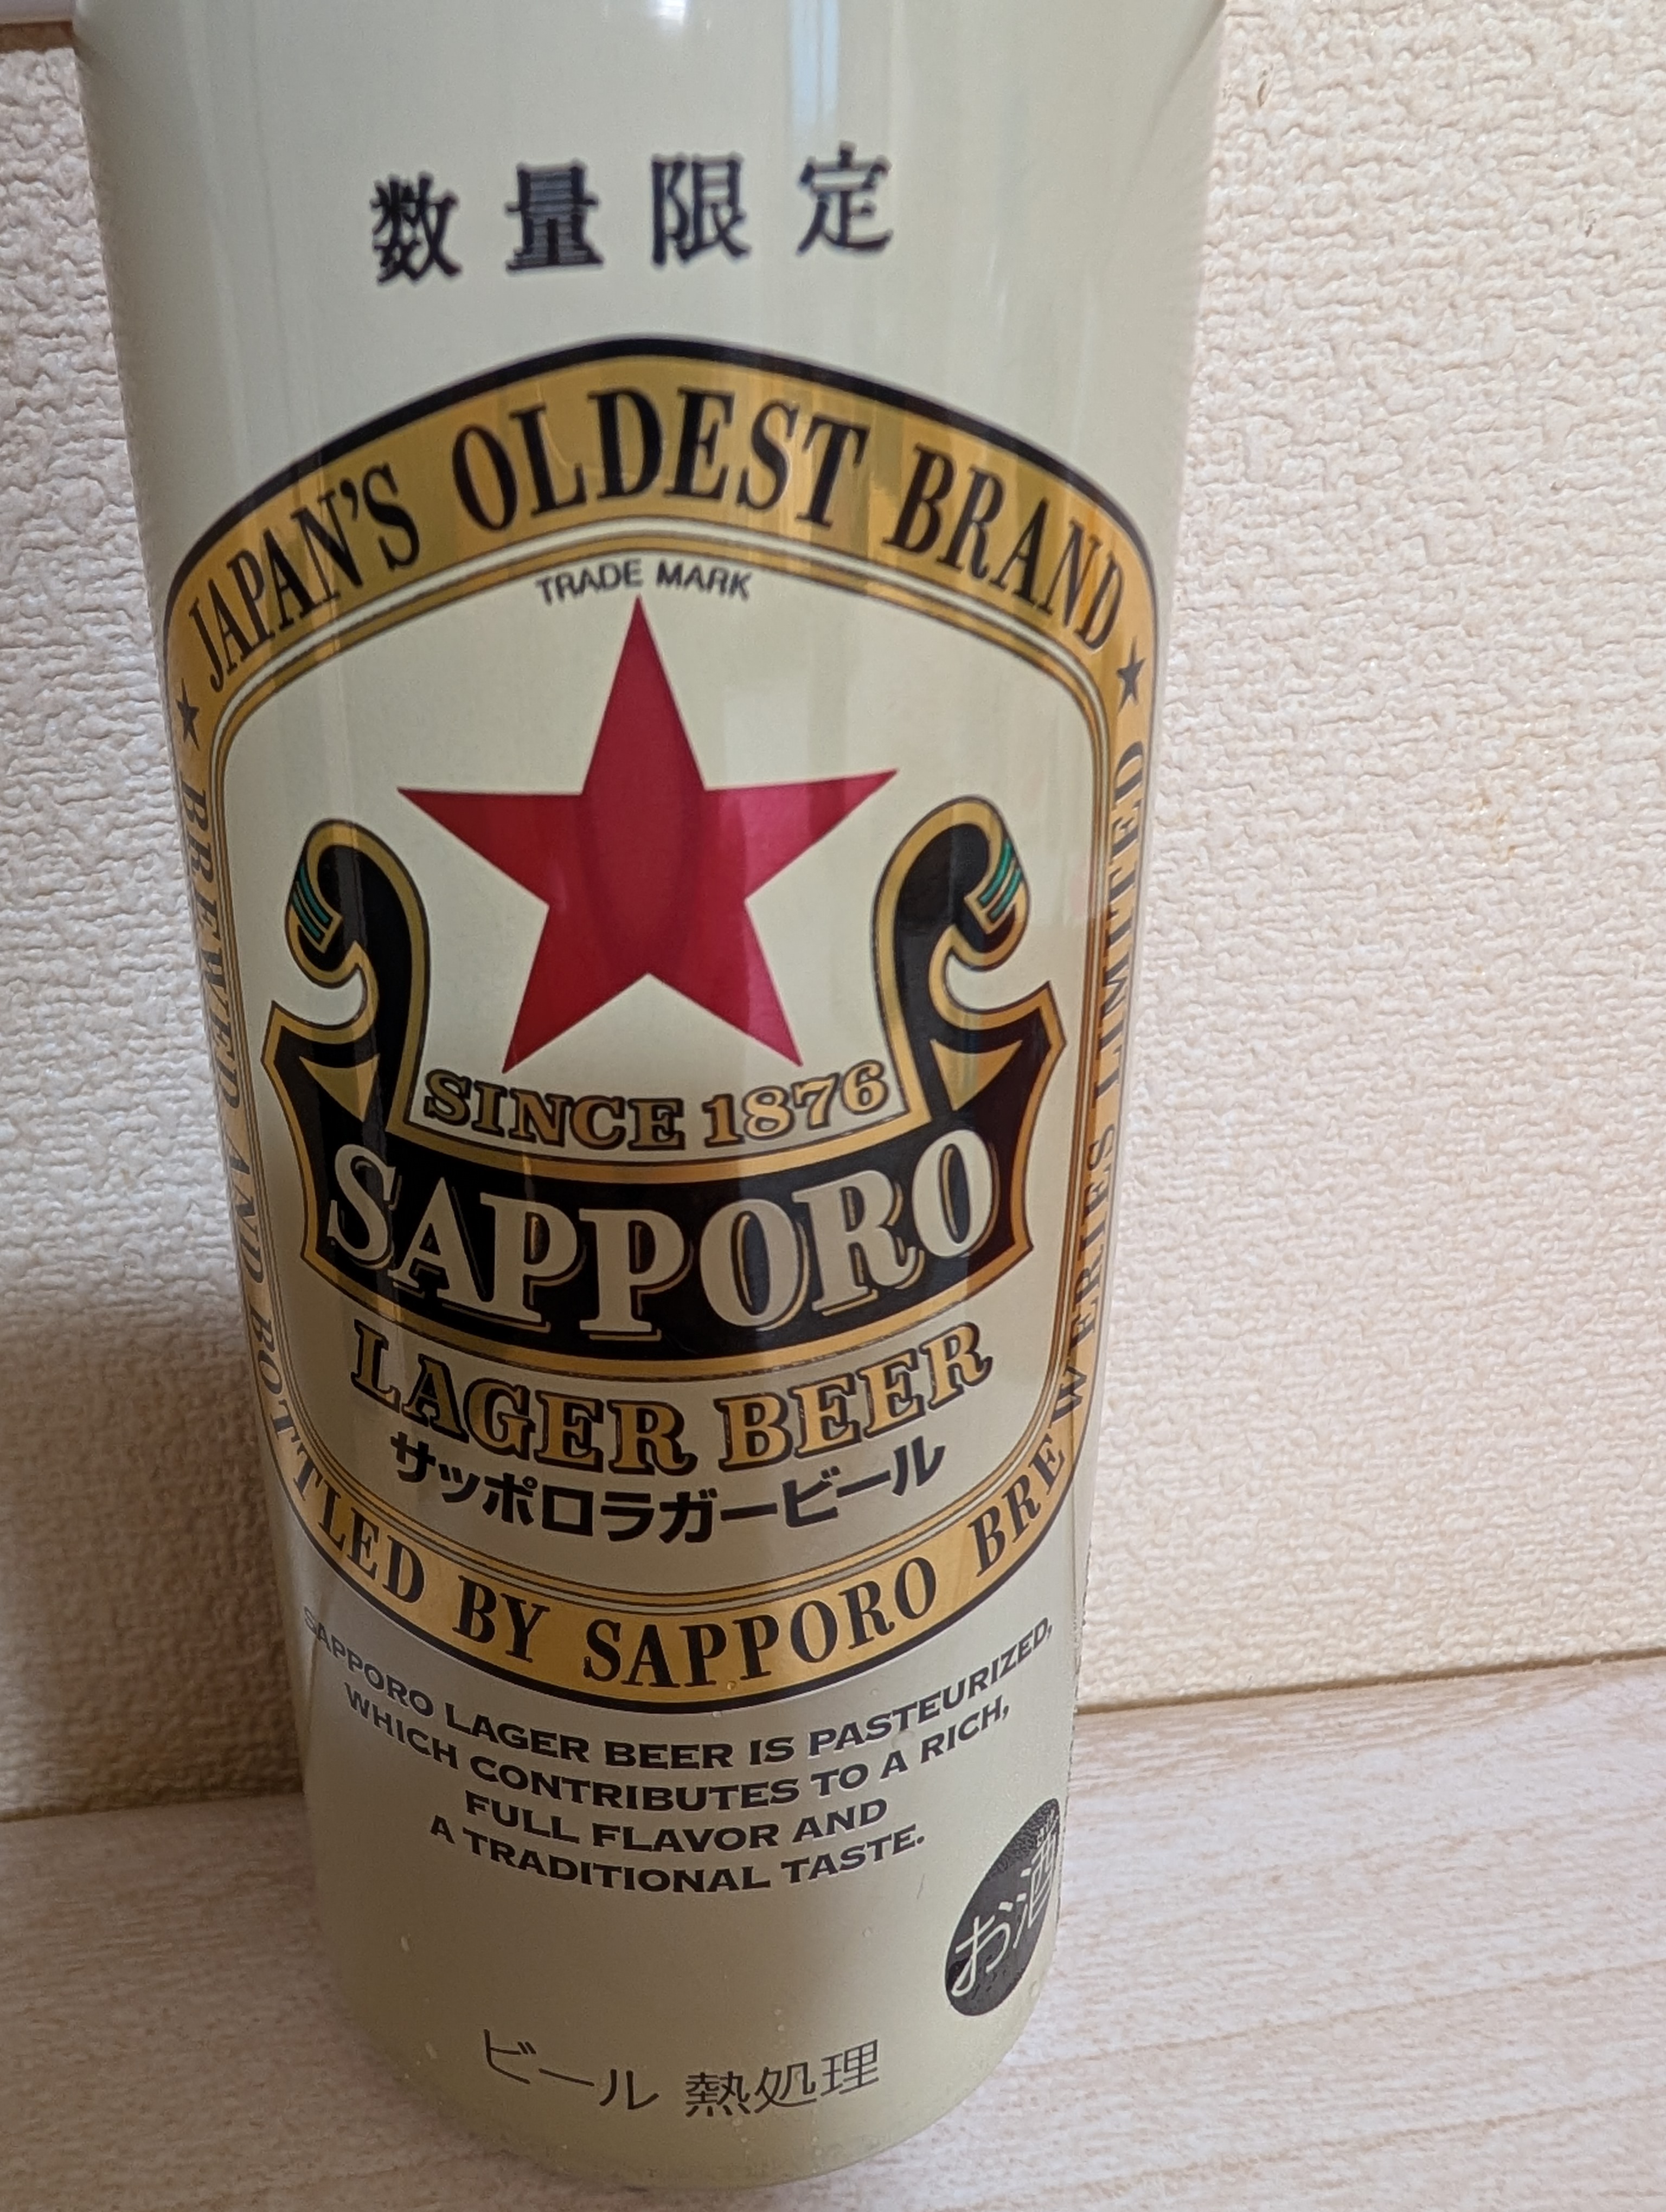 数量限定
★ JAPAN'S OLDEST BRAND ★
TRADE MARK
SINCE 1876
SAPPORO
LAGER BEER
サッポロラガービール
BREWED AND BOTTLED BY SAPPORO BREWERIES LIMITED
SAPPORO LAGER BEER IS PASTEURIZED,
WHICH CONTRIBUTES TO A RICH,
FULL FLAVOR AND
A TRADITIONAL TASTE.
お酒
ビール 熱処理